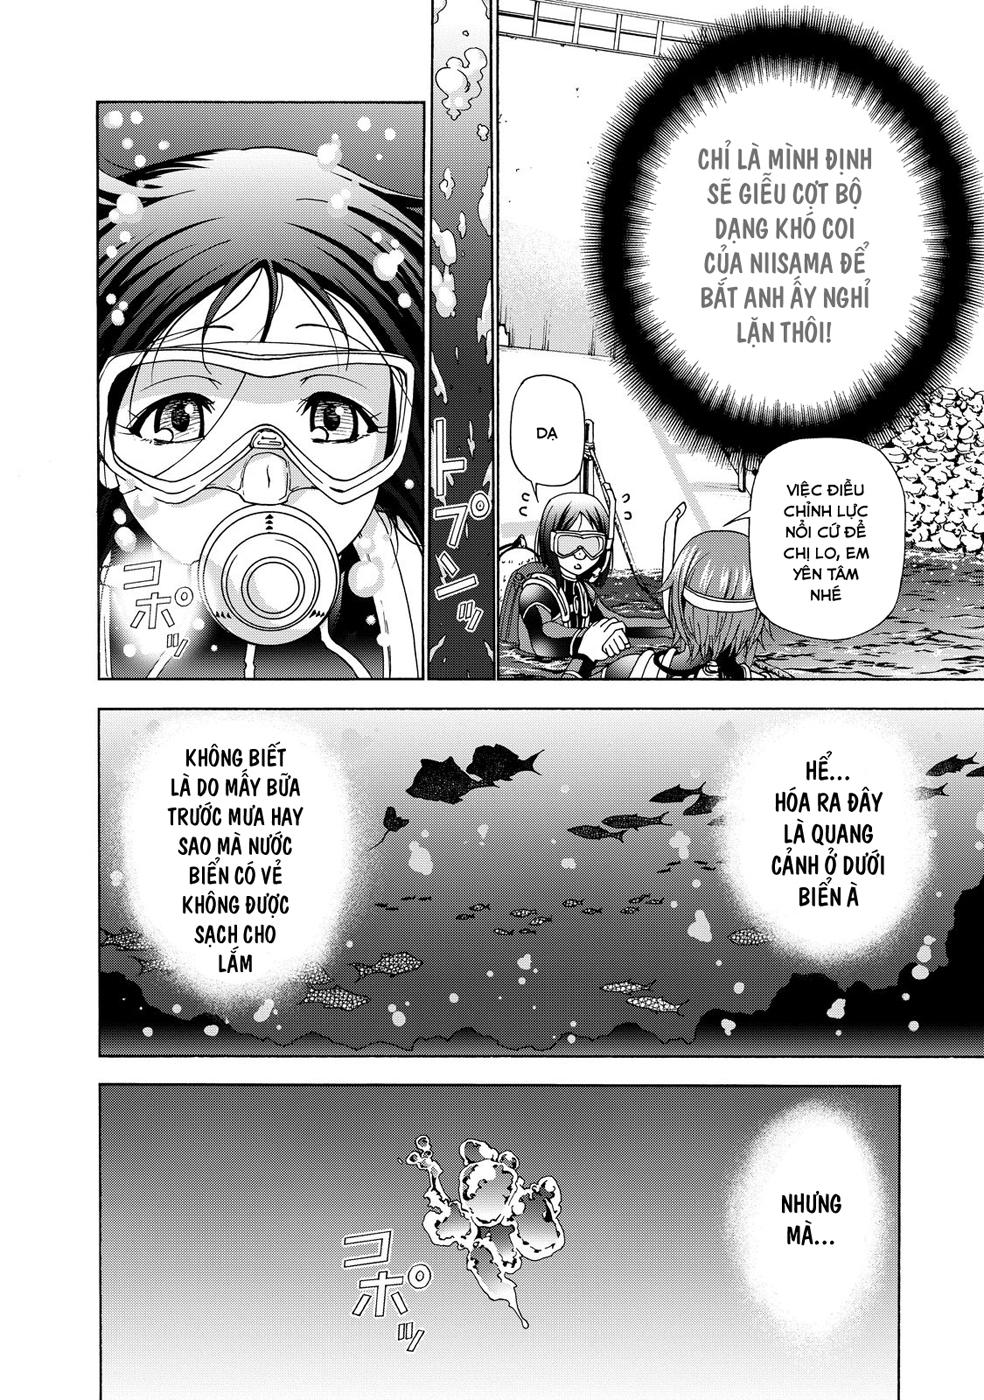 CHỈ LÀ MÌNH ĐỊNH
SẼ GIỄU CỢT BỘ
DẠNG KHÓ COI
CỦA NIISAMA ĐỂ
BẮT ANH ẤY NGHỈ
LẶN THÔI!
VIỆC ĐIỀU
CHỈNH LỰC
NỔI CỨ ĐỂ
CHỊ LO, EM
YÊN TÂM
NHÉ
DẠ
トプンッ
コポッ
HỂ...
HÓA RA ĐÂY
LÀ QUANG
CẢNH Ở DƯỚI
BIỂN À
KHÔNG BIẾT
LÀ DO MẤY BỮA
TRƯỚC MƯA HAY
SAO MÀ NƯỚC
BIỂN CÓ VẺ
KHÔNG ĐƯỢC
SẠCH CHO
LẮM
NHƯNG
MÀ...
コポッ